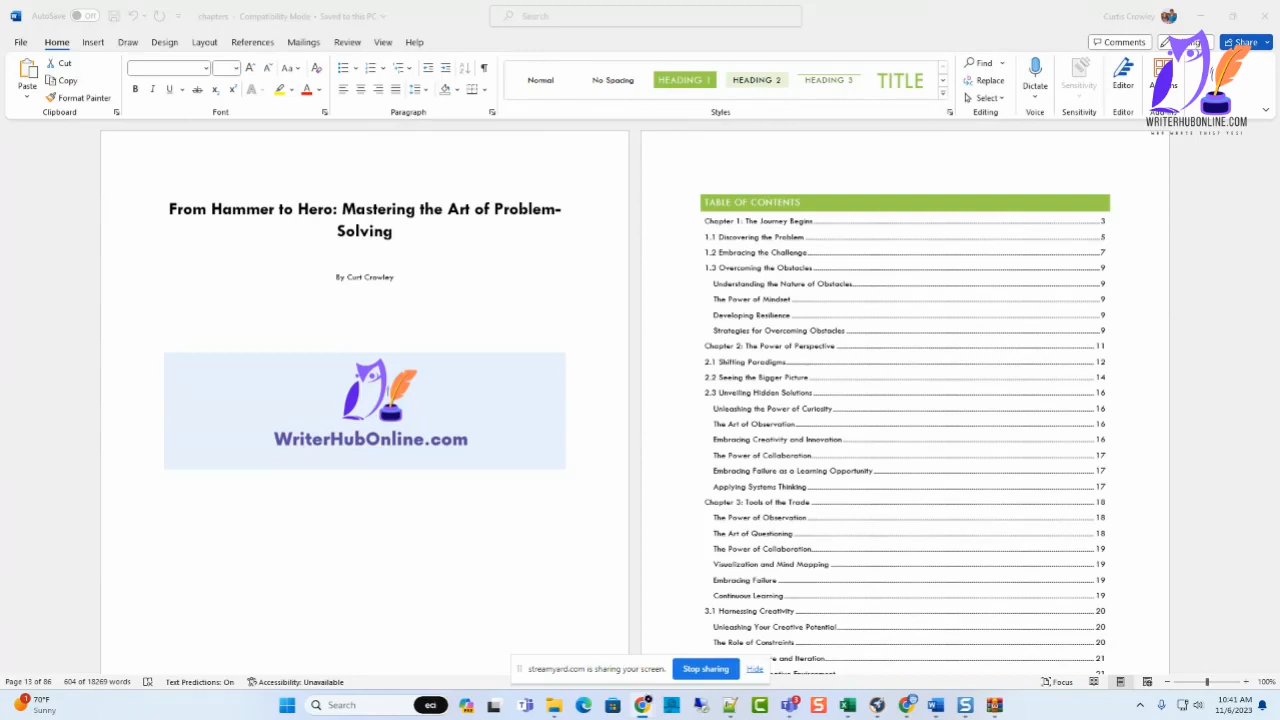 AutoSave Off
chapters - Compatibility Mode - Saved to this PC
Search
Curtis Crowley
File Home Insert Draw Design Layout References Mailings Review View Help
Comments
Share
Paste
Cut
Copy
Format Painter
Clipboard
Font
Paragraph
Normal
No Spacing
HEADING 1
HEADING 2
HEADING 3
TITLE
Styles
Find
Replace
Select
Editing
Dictate
Voice
Sensitivity
Sensitivity
Editor
Editor
WRITERHUBONLINE.COM
From Hammer to Hero: Mastering the Art of Problem-
Solving
By Curt Crowley
WriterHubOnline.com
TABLE OF CONTENTS
Chapter 1: The Journey Begins 3
1.1 Discovering the Problem 5
1.2 Embracing the Challenge 7
1.3 Overcoming the Obstacles 9
Understanding the Nature of Obstacles 9
The Power of Mindset 9
Developing Resilience 9
Strategies for Overcoming Obstacles 9
Chapter 2: The Power of Perspective 11
2.1 Shifting Paradigms 12
2.2 Seeing the Bigger Picture 14
2.3 Unveiling Hidden Solutions 16
Unleashing the Power of Curiosity 16
The Art of Observation 16
Embracing Creativity and Innovation 16
The Power of Collaboration 17
Embracing Failure as a Learning Opportunity 17
Applying Systems Thinking 17
Chapter 3: Tools of the Trade 18
The Power of Observation 18
The Art of Questioning 18
The Power of Collaboration 19
Visualization and Mind Mapping 19
Embracing Failure 19
Continuous Learning 19
3.1 Harnessing Creativity 20
Unleashing Your Creative Potential 20
The Role of Constraints 20
and Iteration 21
streamyard.com is sharing your screen.
Stop sharing
Hide
words
Text Predictions: On
Accessibility: Unavailable
Focus
100%
70°F
Sunny
Search
eci
10:41 AM
11/6/2023